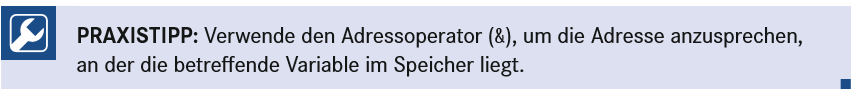 PRAXISTIPP: Verwende den Adressoperator (&), um die Adresse anzusprechen,
an der die betreffende Variable im Speicher liegt.